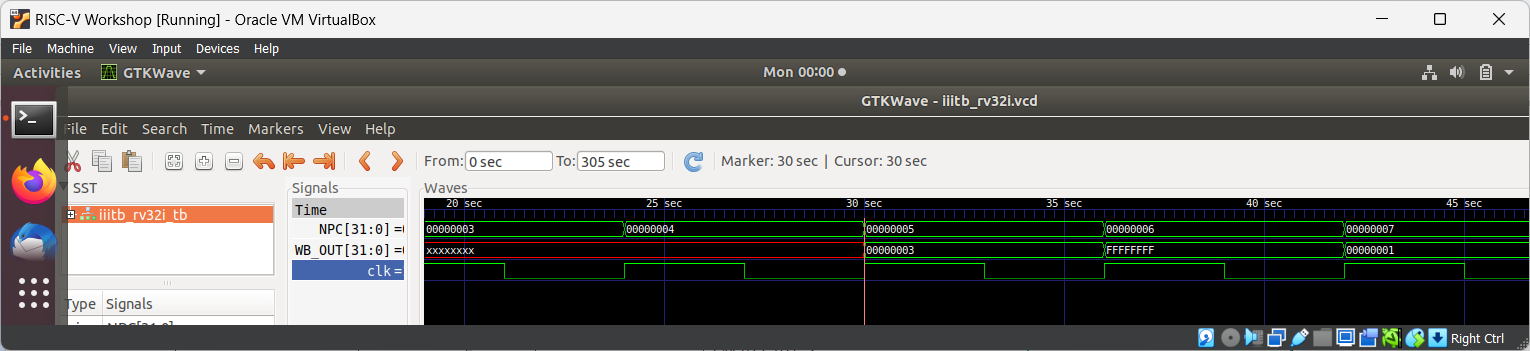 RISC-V Workshop [Running] - Oracle VM VirtualBox
File Machine View Input Devices Help
Activities GTKWave Mon 00:00
GTKWave - iiitb_rv32i.vcd
File Edit Search Time Markers View Help
From: 0 sec To: 305 sec Marker: 30 sec | Cursor: 30 sec
SST
iiitb_rv32i_tb
Type Signals
Signals
Time
NPC[31:0] =
WB_OUT[31:0] =
clk =
Waves
20 sec 25 sec 30 sec 35 sec 40 sec 45 sec
00000003 00000004 00000005 00000006 00000007
xxxxxxxx 00000003 FFFFFFFF 00000001
Right Ctrl